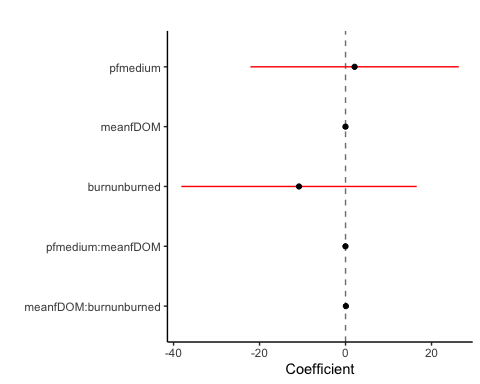 pfmedium
meanfDOM
burnunburned
pfmedium:meanfDOM
meanfDOM:burnunburned
-40 -20 0 20
Coefficient